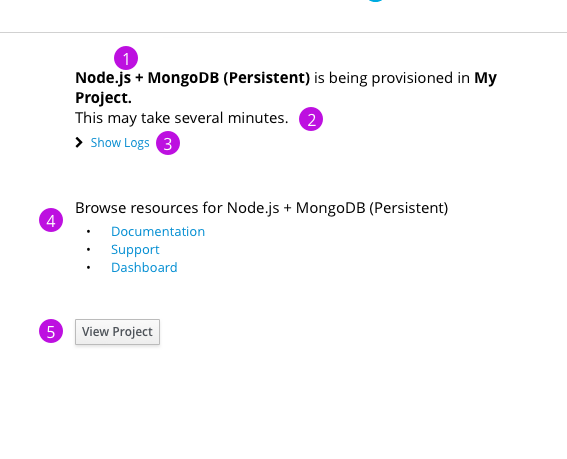 1
Node.js + MongoDB (Persistent) is being provisioned in My
Project.
This may take several minutes. 2
Show Logs 3
4 Browse resources for Node.js + MongoDB (Persistent)
• Documentation
• Support
• Dashboard
5 View Project